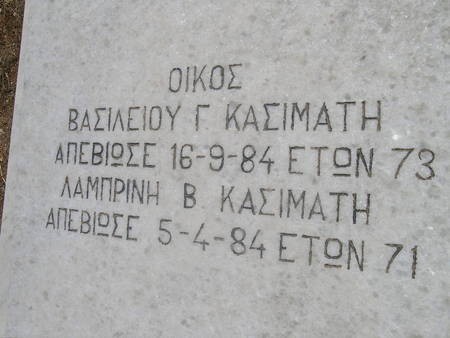 ΟΙΚΟΣ
ΒΑΣΙΛΕΙΟΥ Γ ΚΑΣΙΜΑΤΗ
ΑΠΕΒΙΩΣΕ 16-9-84 ΕΤΩΝ 73
ΛΑΜΠΡΙΝΗ Β ΚΑΣΙΜΑΤΗ
ΑΠΕΒΙΩΣΕ 5-4-84 ΕΤΩΝ 71